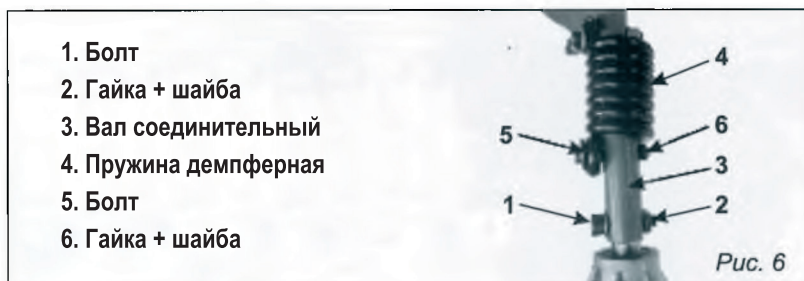 1. Болт
2. Гайка + шайба
3. Вал соединительный
4. Пружина демпферная
5. Болт
6. Гайка + шайба
4
5
6
3
1
2
Рис. 6